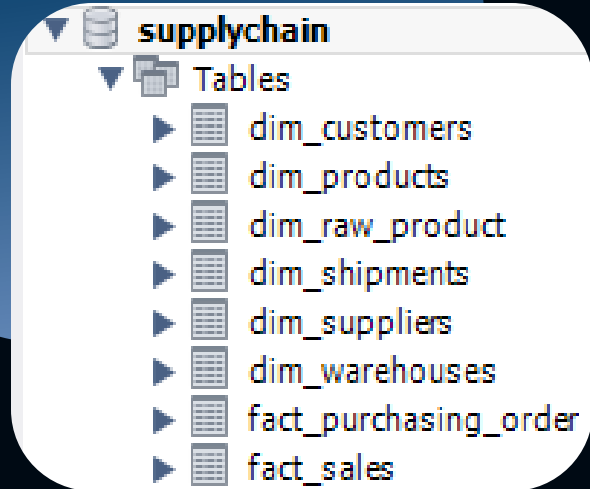 supplychain
Tables
dim_customers
dim_products
dim_raw_product
dim_shipments
dim_suppliers
dim_warehouses
fact_purchasing_order
fact_sales